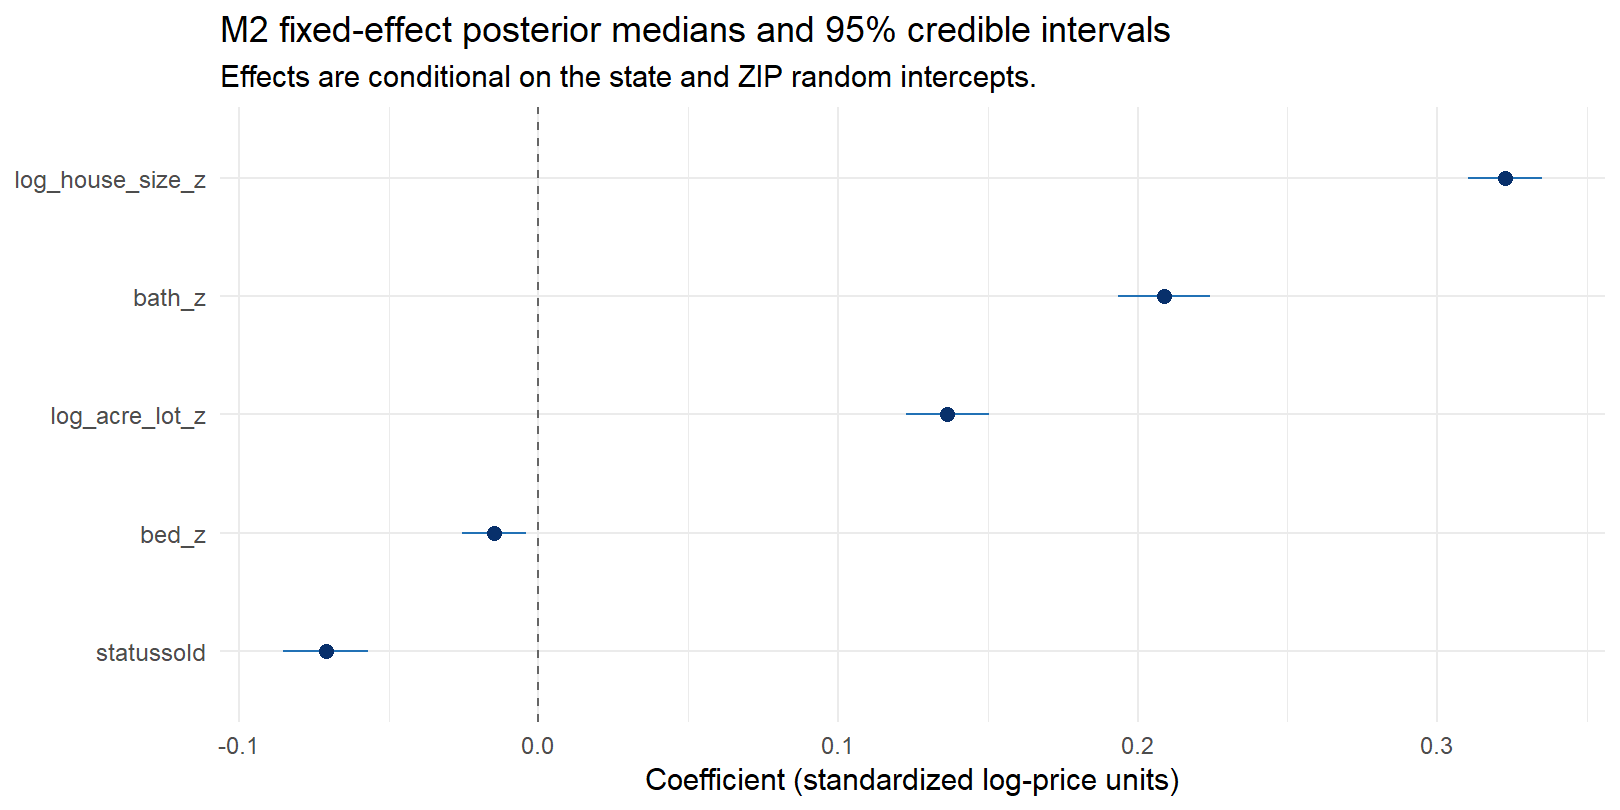 M2 fixed-effect posterior medians and 95% credible intervals
Effects are conditional on the state and ZIP random intercepts.
log_house_size_z
bath_z
log_acre_lot_z
bed_z
statussold
-0.1 0.0 0.1 0.2 0.3
Coefficient (standardized log-price units)